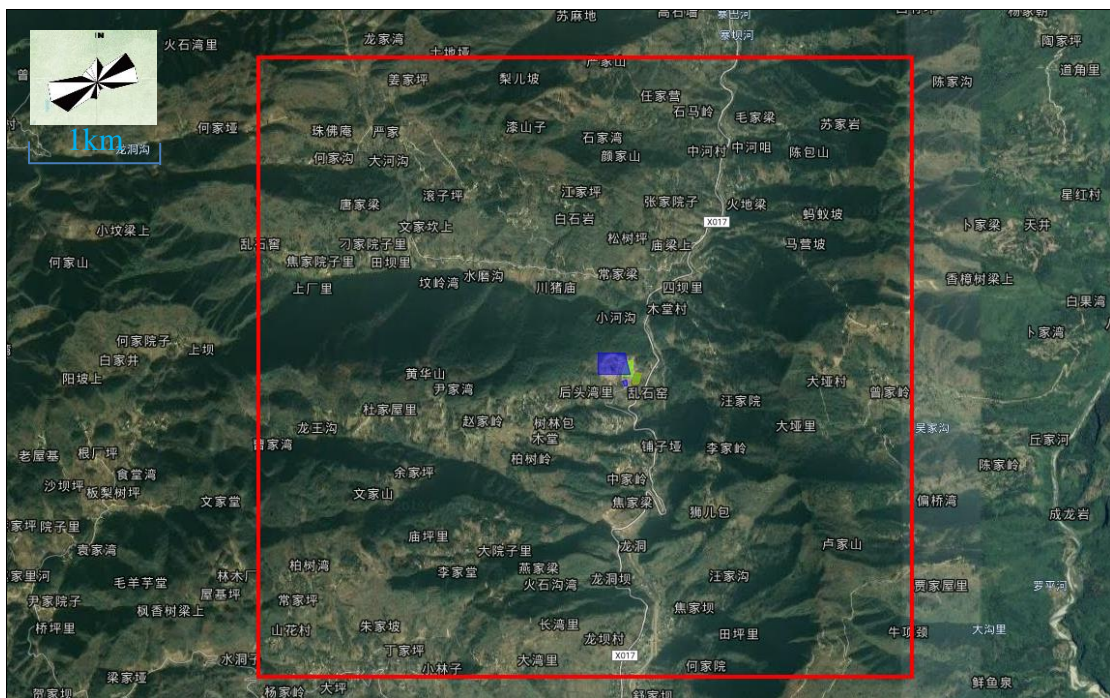 苏麻地
高石墙
寨巴河
寨坝河
陶家坪
道角里
火石湾里
龙家湾
土地垭
严家山
N
姜家坪
梨儿坡
陈家沟
任家营
石马岭
毛家梁
苏家岩
何家垭
珠佛庵
严家
漆山子
石家湾
1km
龙洞沟
何家沟
大河沟
颜家山
中河村
中河咀
陈包山
滚子坪
江家坪
星红村
唐家梁
张家院子
火地梁
白石岩
蚂蚁坡
X017
卜家梁
天井
小坟梁上
文家坎上
松树坪
乱石窑
刁家院子里
庙梁上
马营坡
何家山
焦家院子里
田坝里
水磨沟
常家梁
香樟树梁上
上厂里
坟岭湾
川猪庙
四坝里
白果湾
木堂村
小河沟
何家院子
卜家湾
白家井
上坝
阳坡上
黄华山
尹家湾
后头湾里
乱石窑
汪家院
大垭村
曾家岭
杜家屋里
龙王沟
赵家岭
树林包
大垭里
吴家沟
曾家湾
木堂
铺子垭
李家岭
丘家河
老屋基
根厂坪
柏树岭
陈家岭
食堂湾
余家坪
中家岭
沙坝坪
板梨树坪
文家堂
文家山
焦家梁
狮儿包
偏桥湾
成龙岩
院子里
庙坪里
袁家湾
大院子里
龙洞
卢家山
柏树湾
李家堂
燕家梁
毛羊芋堂
火石沟湾
龙洞坝
汪家沟
贾家屋里
罗平河
尹家院子
屋基坪
枫香树梁上
常家坪
焦家坝
桥坪里
山花村
朱家坡
长湾里
龙坝村
田坪里
牛项颈
大沟里
丁家坪
X017
水洞子
小林子
大湾里
何家院
梁家垭
贺家坝
杨家岭
大坪
鲜鱼泉